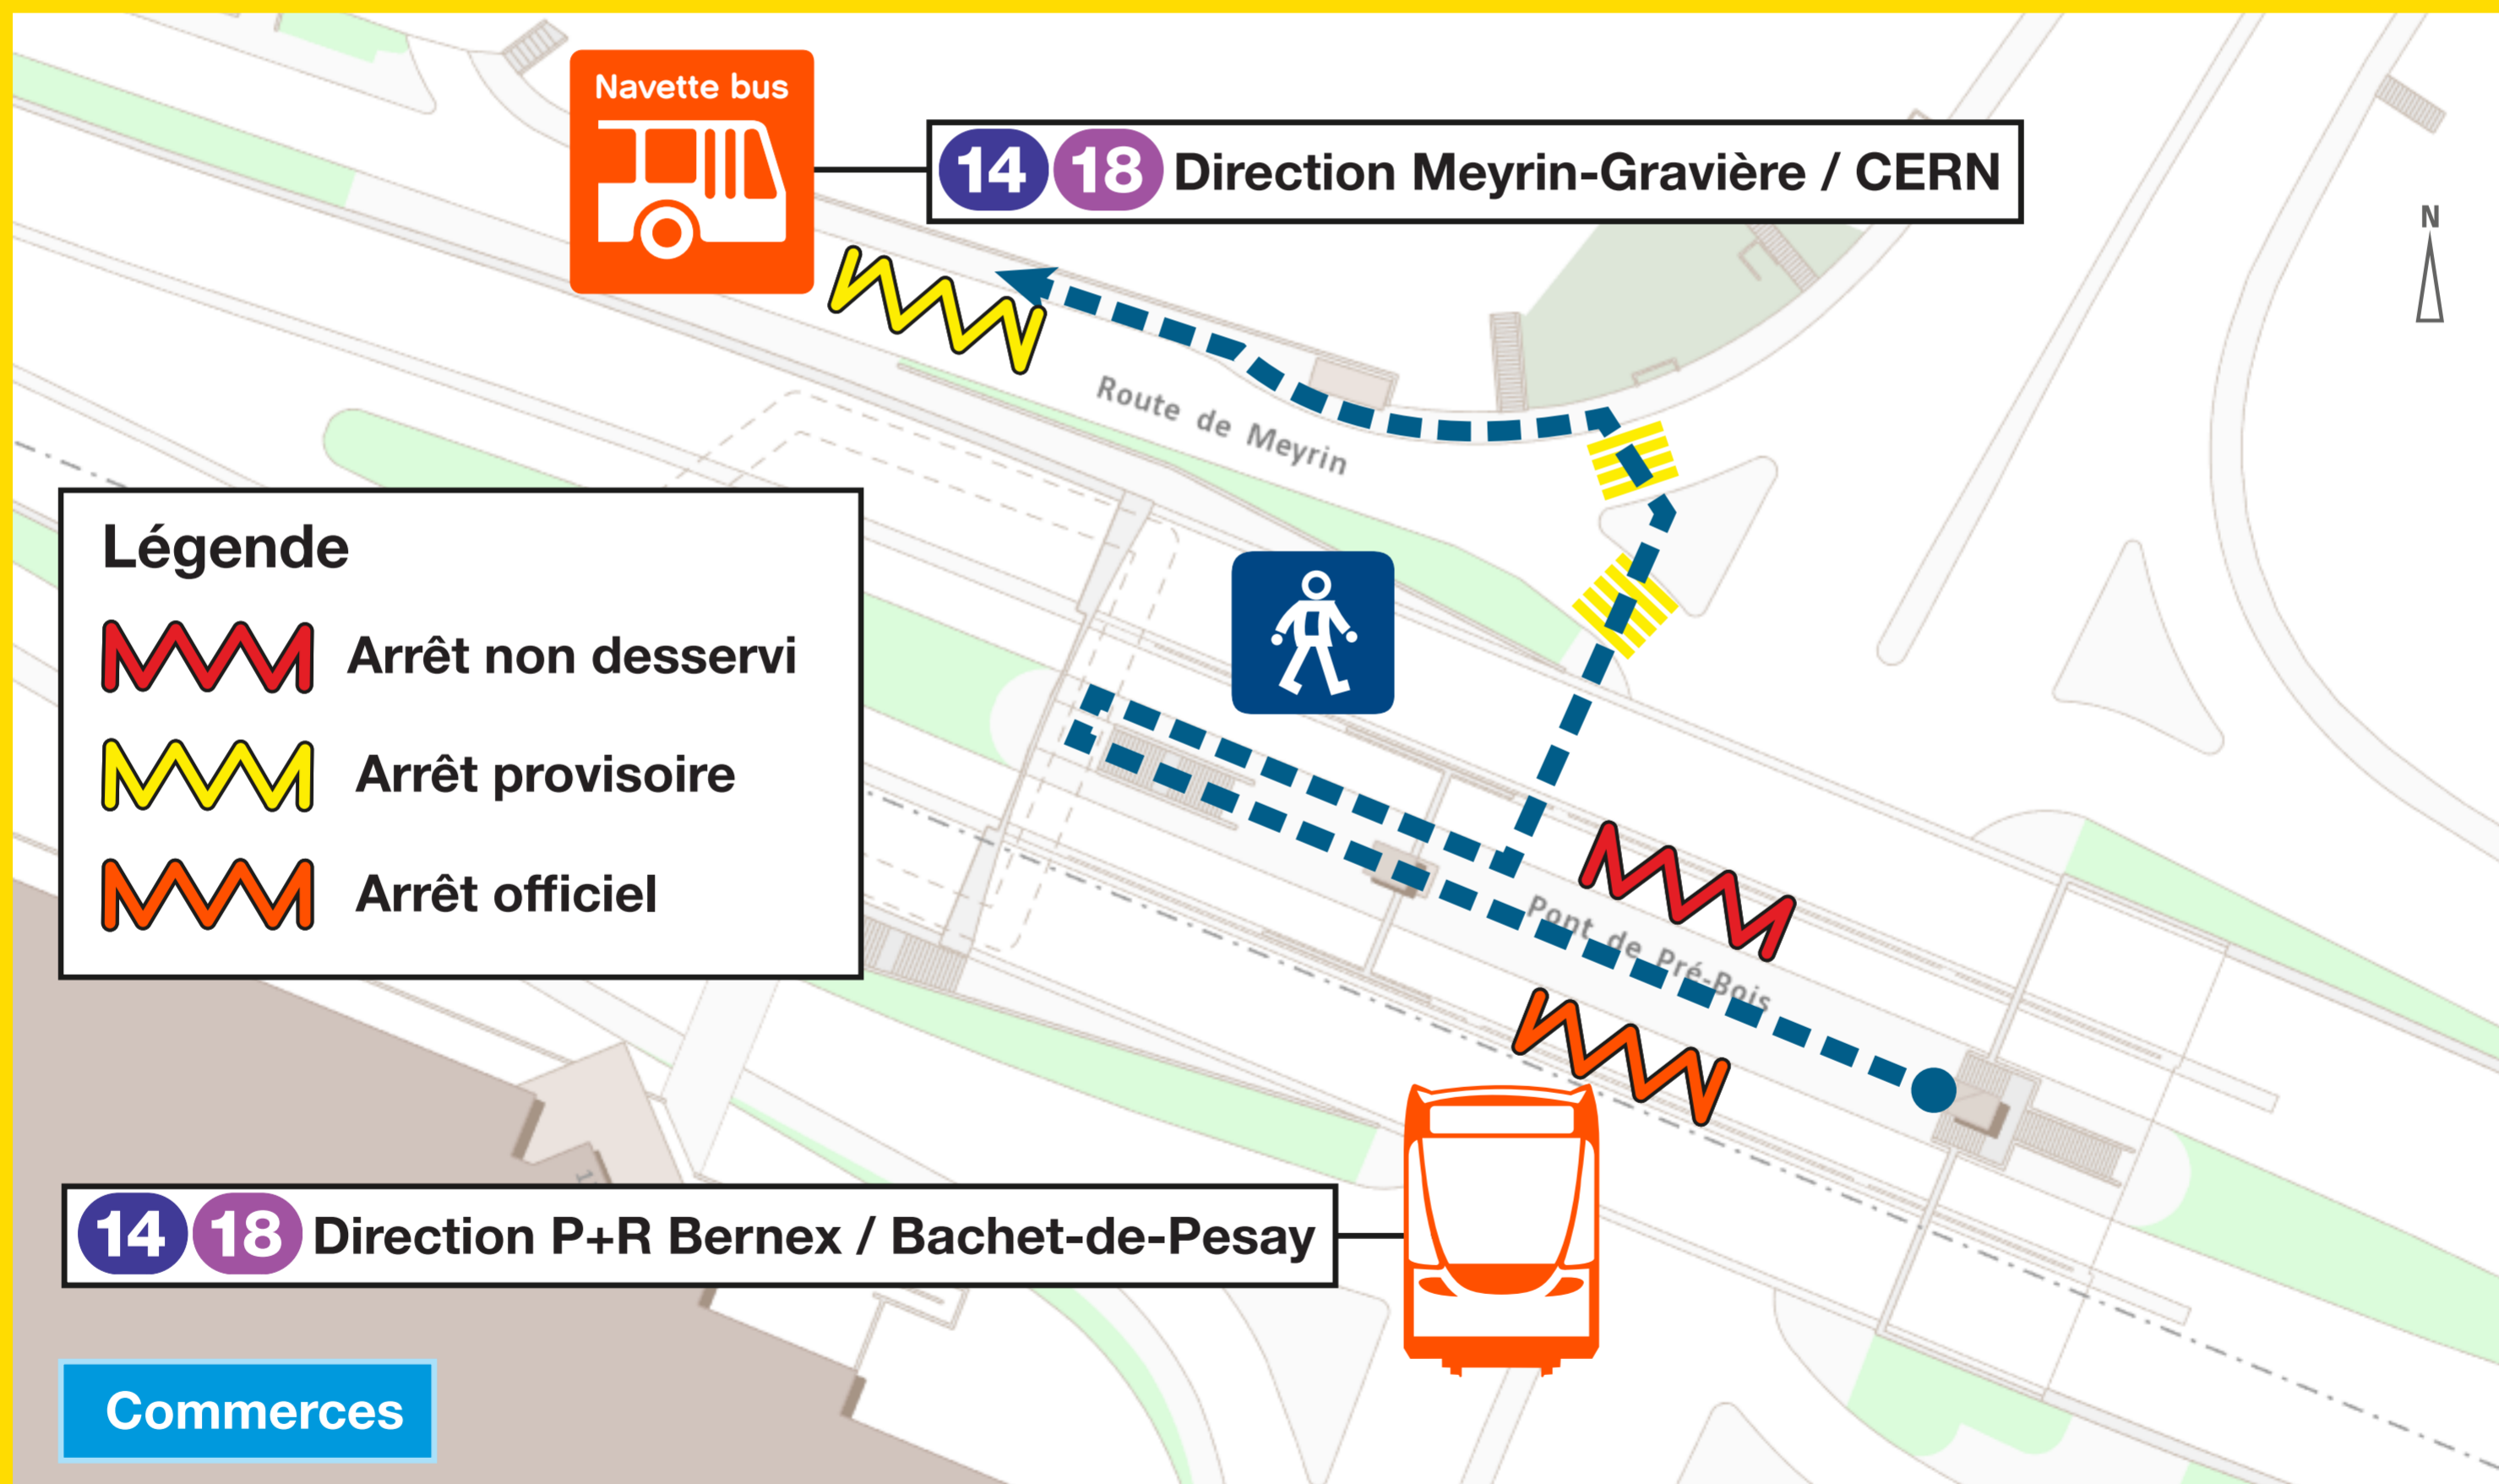 Navette bus
14 18 Direction Meyrin-Gravière / CERN
N
Route de Meyrin
Légende
Arrêt non desservi
Arrêt provisoire
Arrêt officiel
Pont de Pré-Bois
14 18 Direction P+R Bernex / Bachet-de-Pesay
Commerces